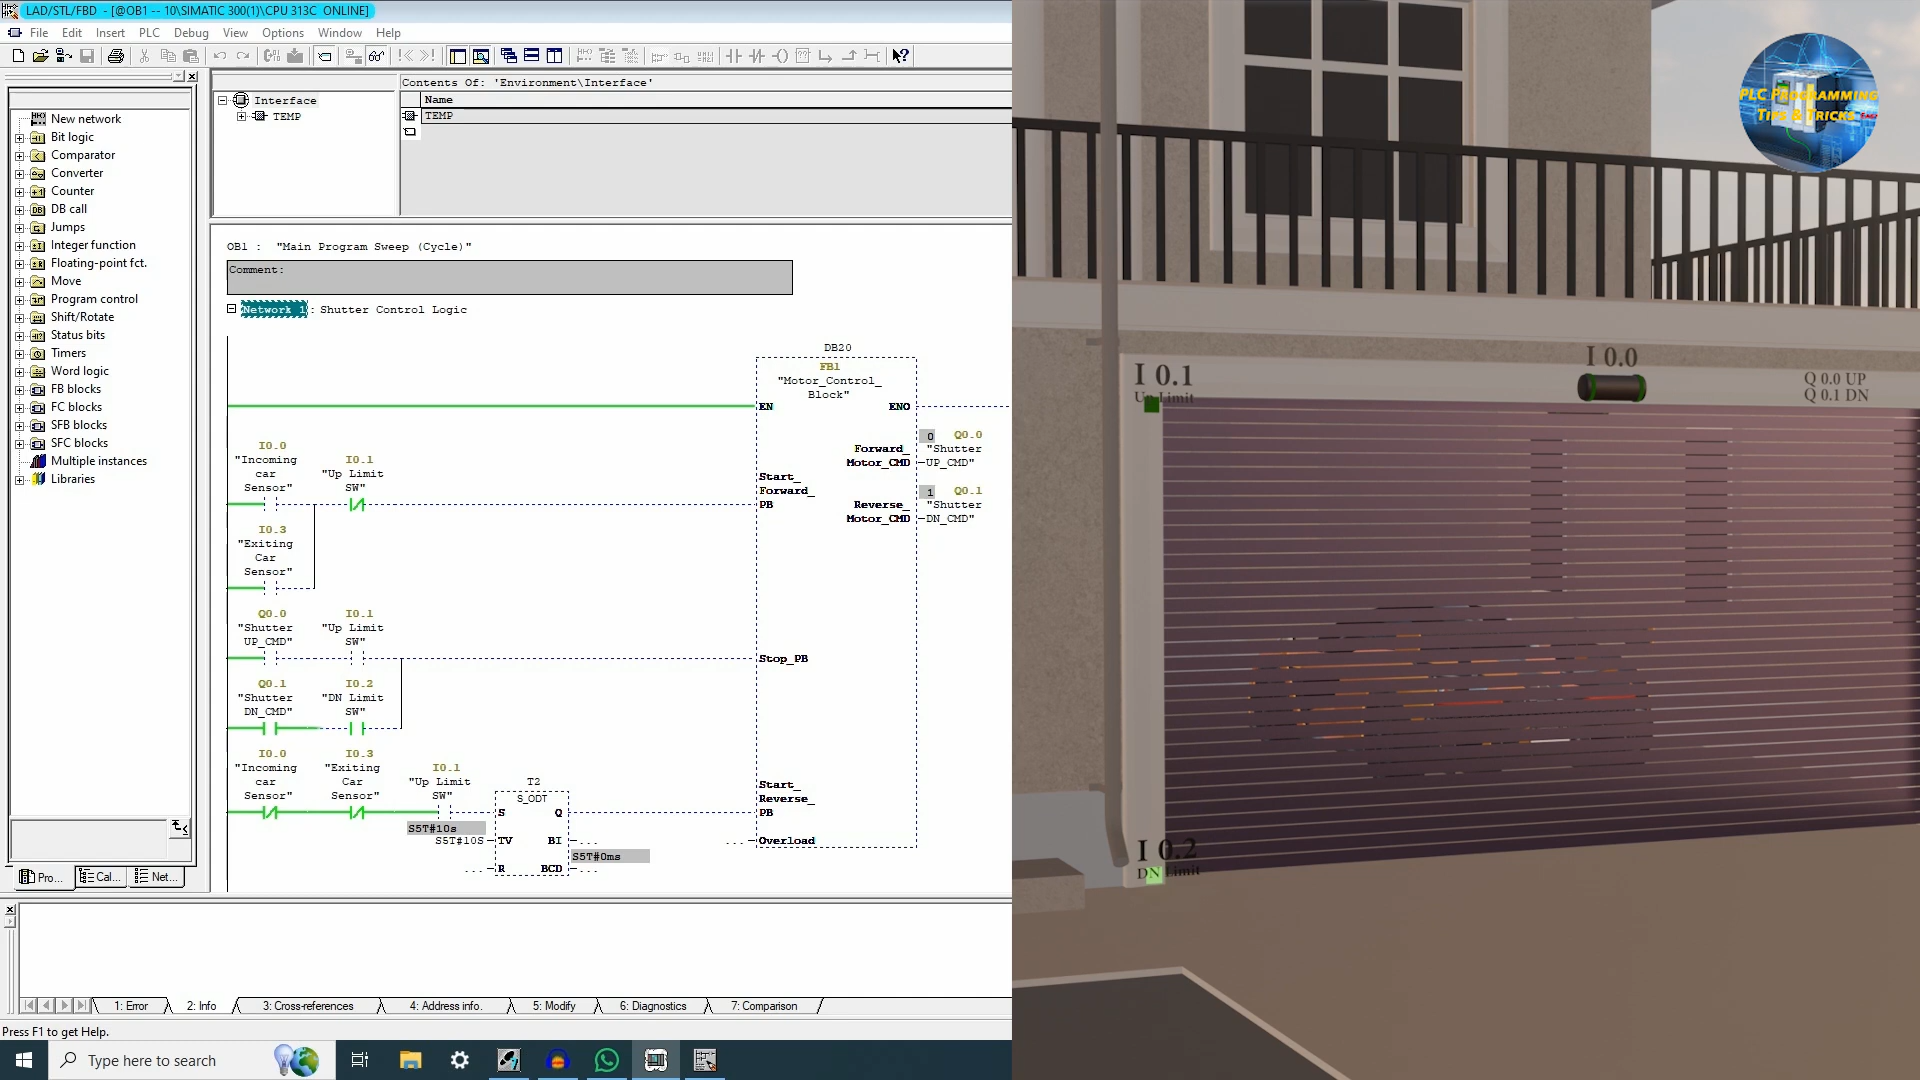 LAD/STL/FBD - [@OB1 -- 10\SIMATIC 300(1)\CPU 313C ONLINE]
File Edit Insert PLC Debug View Options Window Help
New network
Bit logic
Comparator
Converter
Counter
DB call
Jumps
Integer function
Floating-point fct.
Move
Program control
Shift/Rotate
Status bits
Timers
Word logic
FB blocks
FC blocks
SFB blocks
SFC blocks
Multiple instances
Libraries
Pro...
Cal...
Net...
Interface
TEMP
Contents Of: 'Environment\Interface'
Name
TEMP
OB1 : "Main Program Sweep (Cycle)"
Comment:
Network 1: Shutter Control Logic
DB20
FB1
"Motor_Control_
Block"
EN ENO
I0.0
"Incoming
car
Sensor"
I0.1
"Up Limit
SW"
Start_
Forward_
PB
Forward_
Motor_CMD
0 Q0.0
"Shutter
UP_CMD"
Reverse_
Motor_CMD
1 Q0.1
"Shutter
DN_CMD"
I0.3
"Exiting
Car
Sensor"
Q0.0
"Shutter
UP_CMD"
I0.1
"Up Limit
SW"
Stop_PB
Q0.1
"Shutter
DN_CMD"
I0.2
"DN Limit
SW"
I0.0
"Incoming
car
Sensor"
I0.3
"Exiting
Car
Sensor"
I0.1
"Up Limit
SW"
T2
S_ODT
S Q
S5T#10s
S5T#10S TV BI ...
S5T#0ms
... R BCD ...
Start_
Reverse_
PB
... Overload
1: Error 2: Info 3: Cross-references 4: Address info. 5: Modify 6: Diagnostics 7: Comparison
Press F1 to get Help.
Type here to search
PLC Programming
Tips & Tricks
I 0.0
I 0.1
Up Limit
Q 0.0 UP
Q 0.1 DN
I 0.2
DN Limit